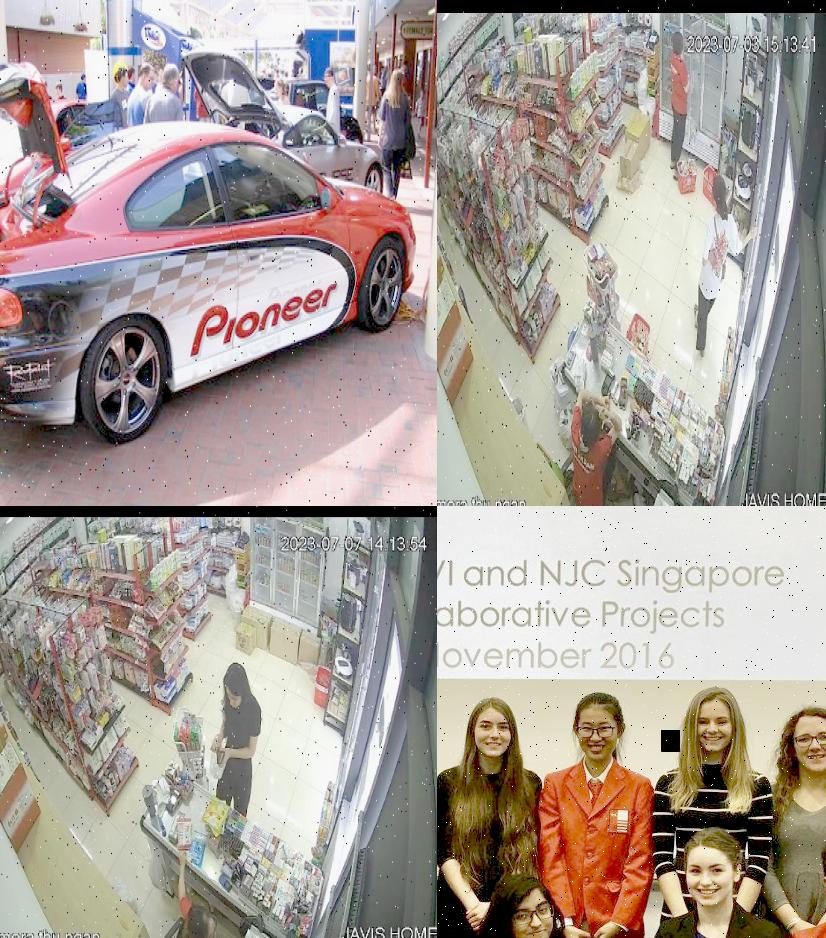 Pioneer
2023-07-03 15:13:41
JAVIS HOME
2023-07-07 14:13:54
JAVIS HOME
VI and NJC Singapore
aborative Projects
November 2016